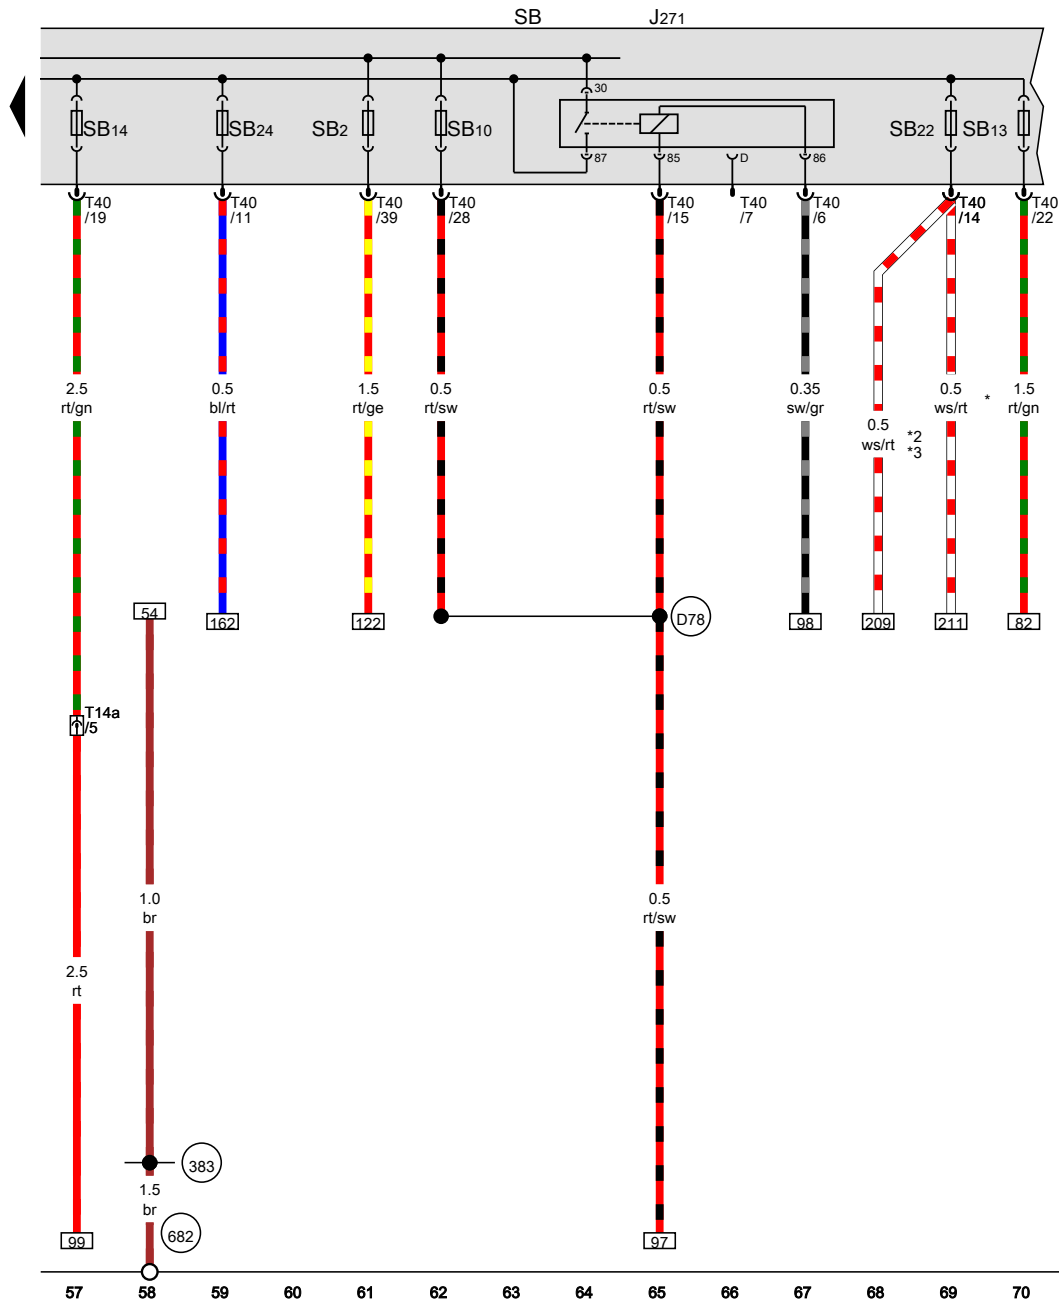 SB J271
30
SB14 SB24 SB2 SB10 SB22 SB13
87 85 D 86
T40 T40 T40 T40 T40 T40 T40 T40 T40
/19 /11 /39 /28 /15 /7 /6 /14 /22
2.5 0.5 1.5 0.5 0.5 0.35 0.5 * 1.5
rt/gn bl/rt rt/ge rt/sw rt/sw sw/gr ws/rt rt/gn
0.5 *2
ws/rt *3
54 162 122 D78 98 209 211 82
T14a
/5
1.0 0.5
br rt/sw
2.5
rt
383
1.5
br
682
99 97
57 58 59 60 61 62 63 64 65 66 67 68 69 70